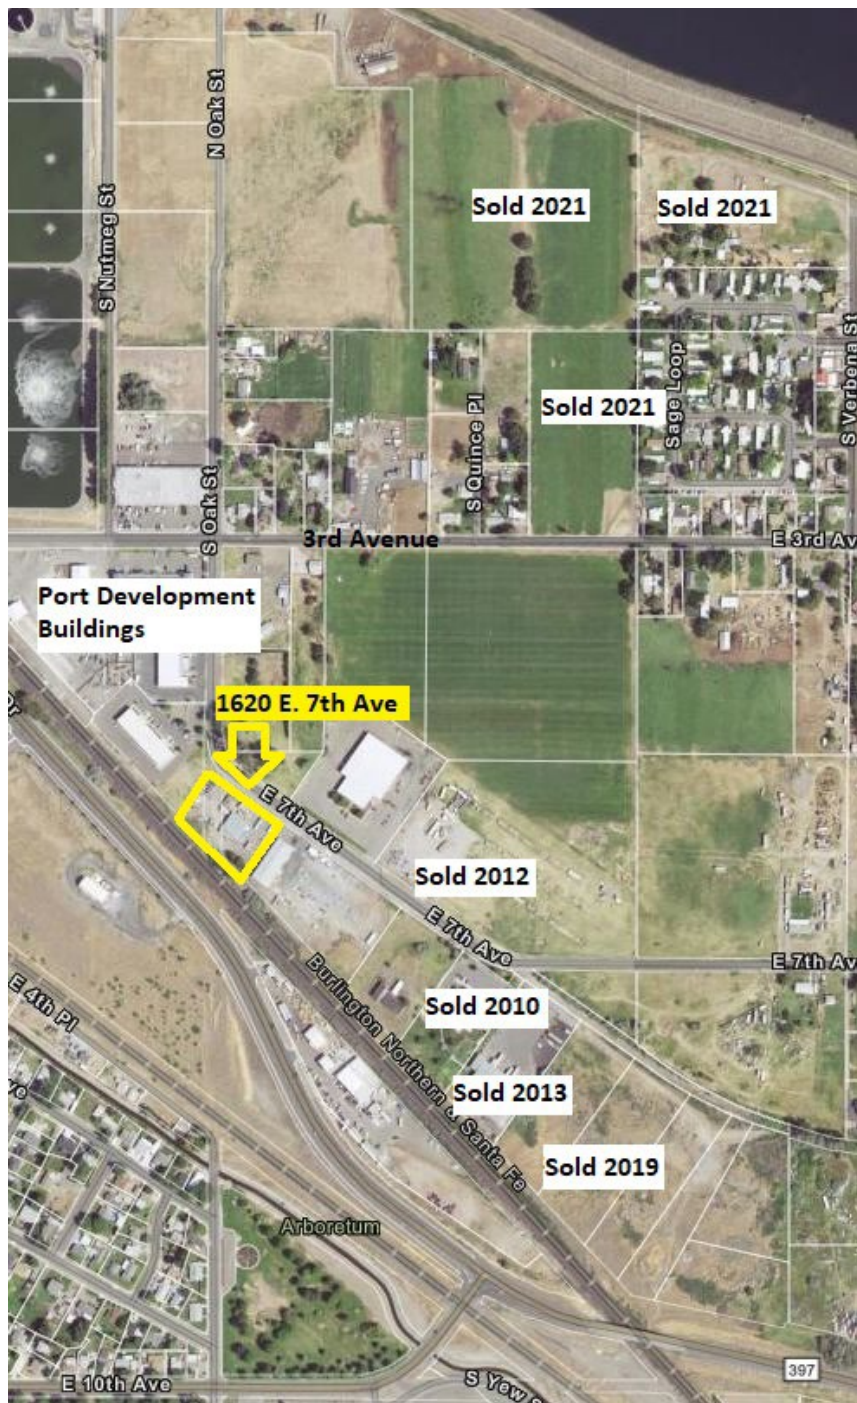 N Oak St
S Nutmeg St
Sold 2021
Sold 2021
S Verbena St
Sage Loop
Sold 2021
S Quince Pl
S Oak St
3rd Avenue
E 3rd Av
Port Development
Buildings
Dr
1620 E. 7th Ave
E 7th Ave
Sold 2012
E 7th Ave
E 7th Av
Burlington Northern & Santa Fe
E 4th Pl
Sold 2010
ve
Sold 2013
Sold 2019
Arboretum
397
E 10th Ave
S Yew S